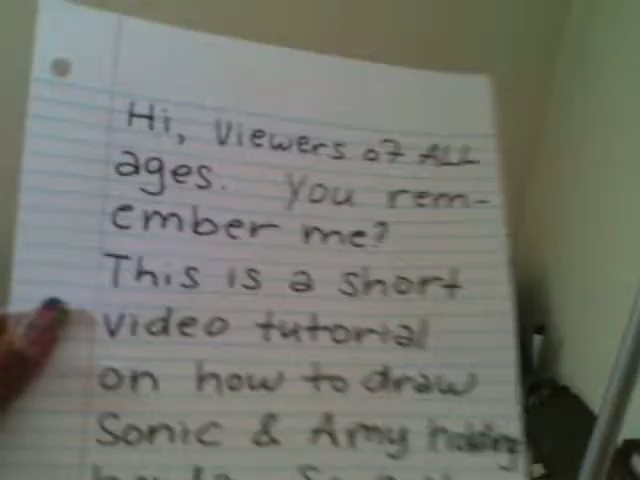 Hi, Viewers of ALL
ages. You rem-
ember me?
This is a short
video tutorial
on how to draw
Sonic & Amy holding